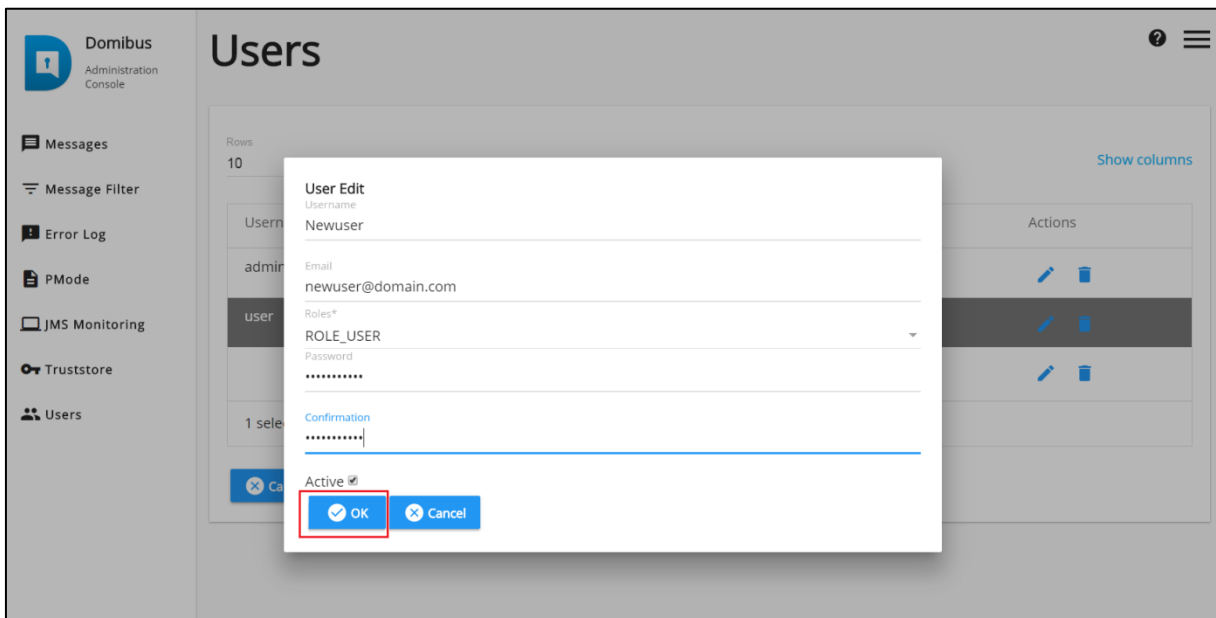 Domibus
Administration
Console
Users
Messages
Message Filter
Error Log
PMode
JMS Monitoring
Truststore
Users
Rows
10
Show columns
Usern
Actions
admin
user
1 sele
Ca
User Edit
Username
Newuser
Email
newuser@domain.com
Roles*
ROLE_USER
Password
•••••••••••
Confirmation
•••••••••••
Active
OK
Cancel